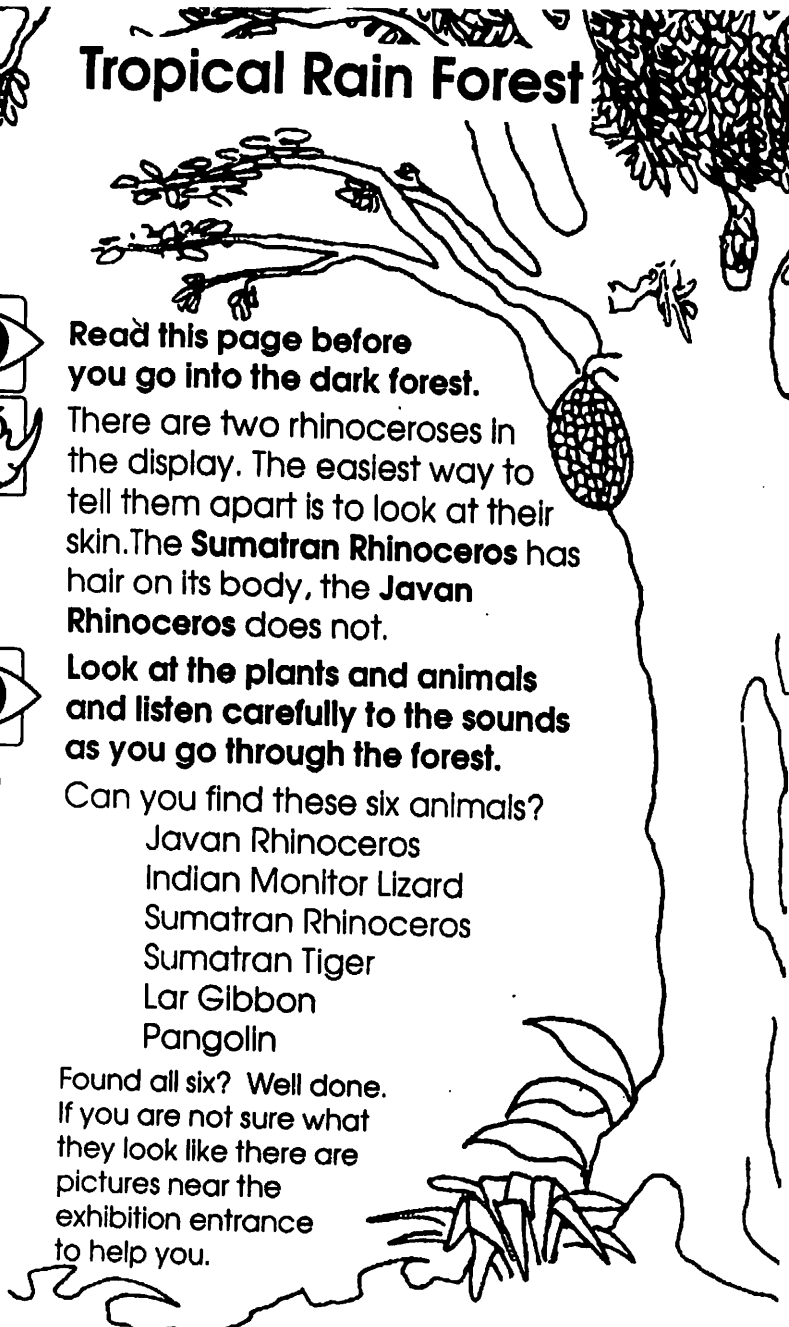 Tropical Rain Forest
Read this page before
you go into the dark forest.
There are two rhinoceroses in
the display. The easiest way to
tell them apart is to look at their
skin.The Sumatran Rhinoceros has
hair on its body, the Javan
Rhinoceros does not.
Look at the plants and animals
and listen carefully to the sounds
as you go through the forest.
Can you find these six animals?
Javan Rhinoceros
Indian Monitor Lizard
Sumatran Rhinoceros
Sumatran Tiger
Lar Gibbon
Pangolin
Found all six? Well done.
If you are not sure what
they look like there are
pictures near the
exhibition entrance
to help you.